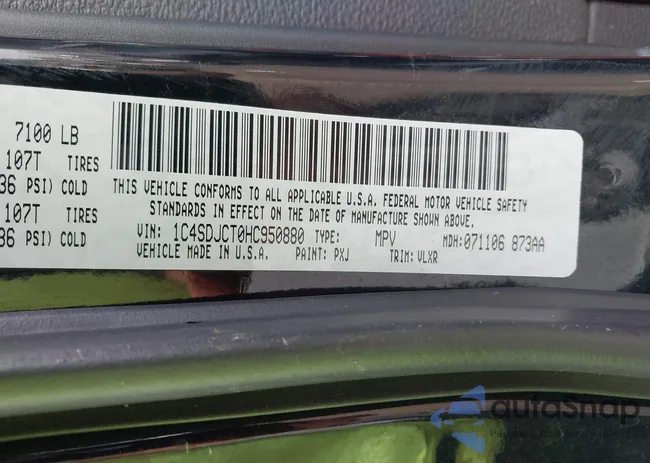 7100 LB
107T TIRES
36 PSI) COLD
107T TIRES
36 PSI) COLD
THIS VEHICLE CONFORMS TO ALL APPLICABLE U.S.A. FEDERAL MOTOR VEHICLE SAFETY
STANDARDS IN EFFECT ON THE DATE OF MANUFACTURE SHOWN ABOVE.
VIN: 1C4SDJCT0HC950880 TYPE: MPV MDH: 071106 873AA
VEHICLE MADE IN U.S.A. PAINT: PXJ TRIM: VLXR
autoSnap